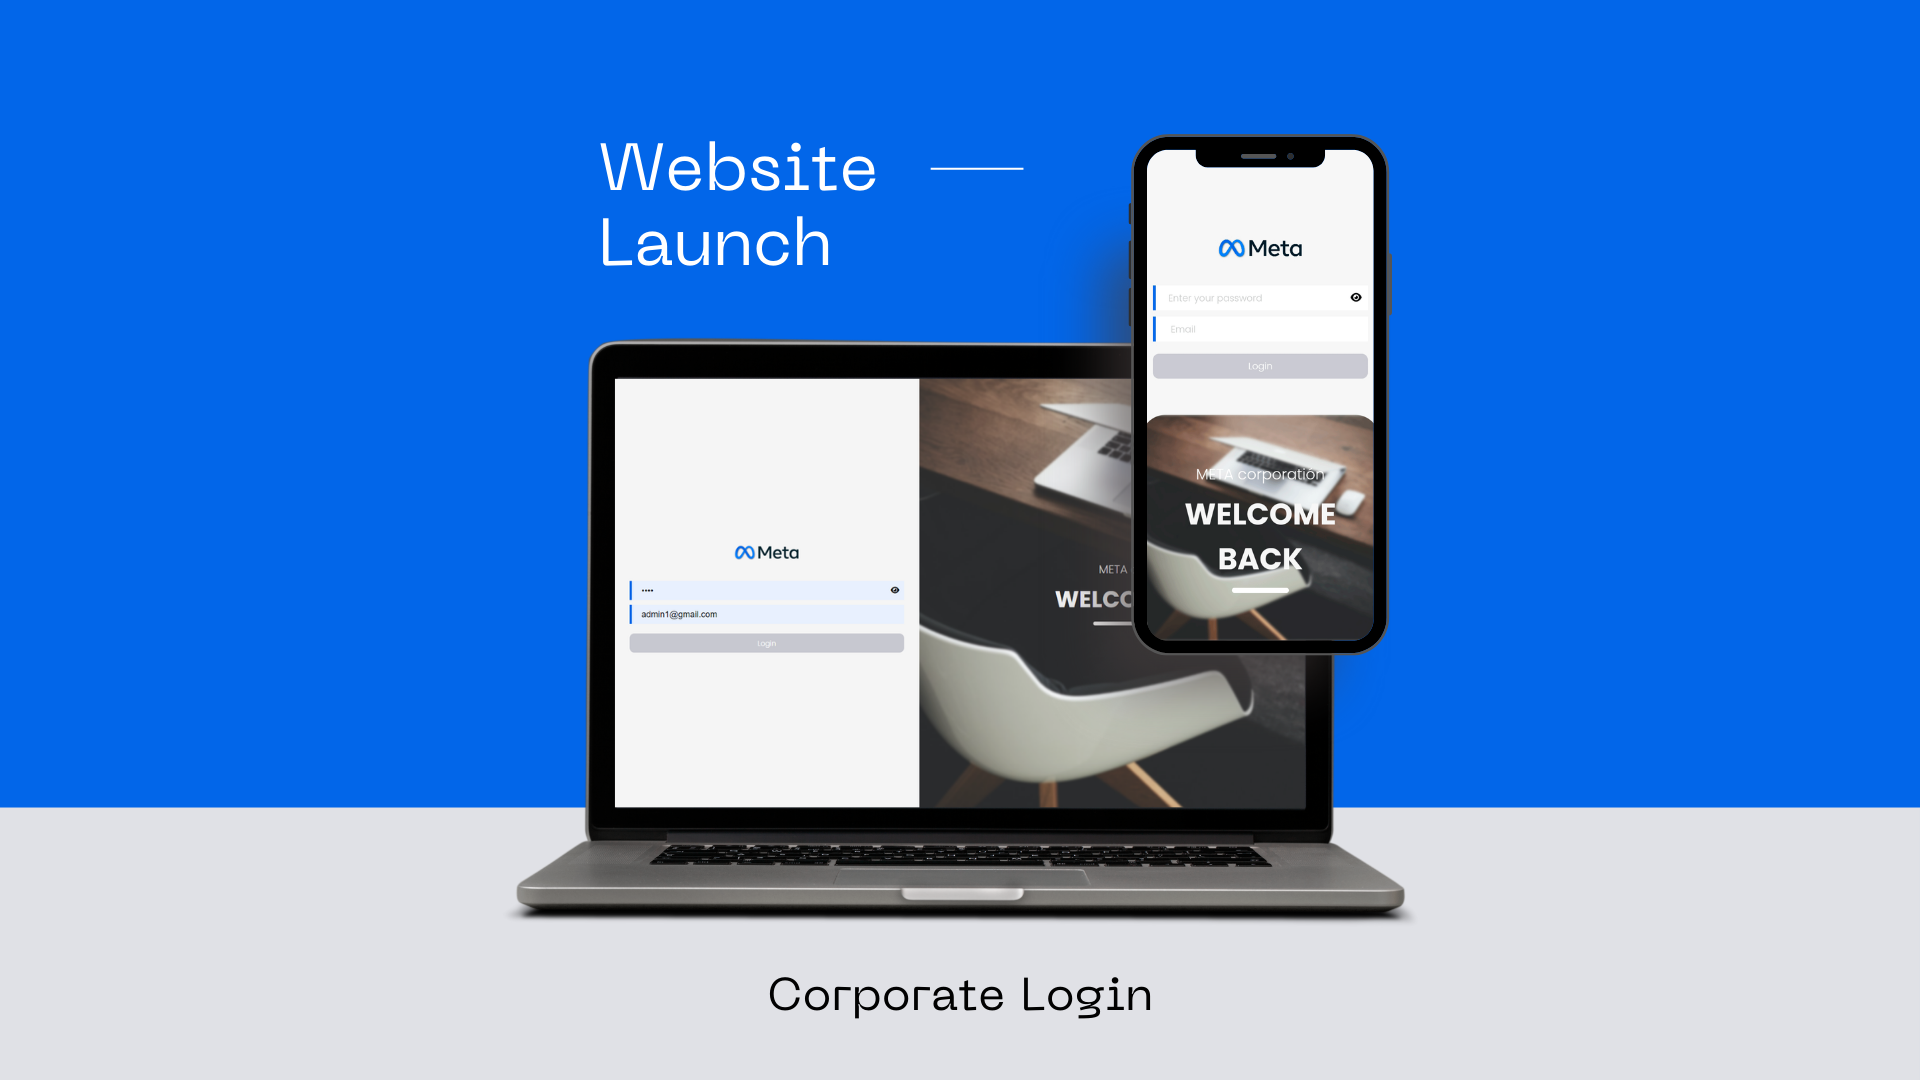 Website
Launch
Meta
Enter your password
Email
Login
META corporation
WELCOME
BACK
Meta
••••
admin1@gmail.com
Login
META
WELCO
Corporate Login